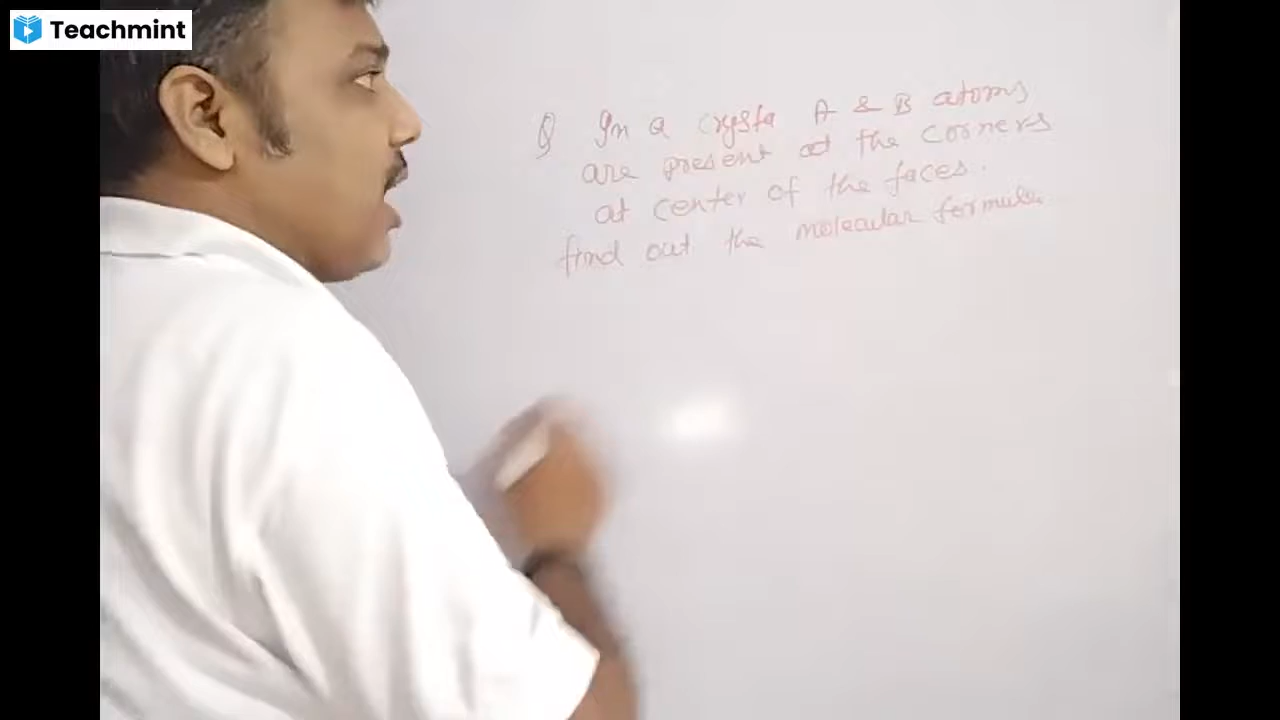 Teachmint
Q In a crysta A & B atoms
are present at the corners
at center of the faces.
find out the molecular formula.